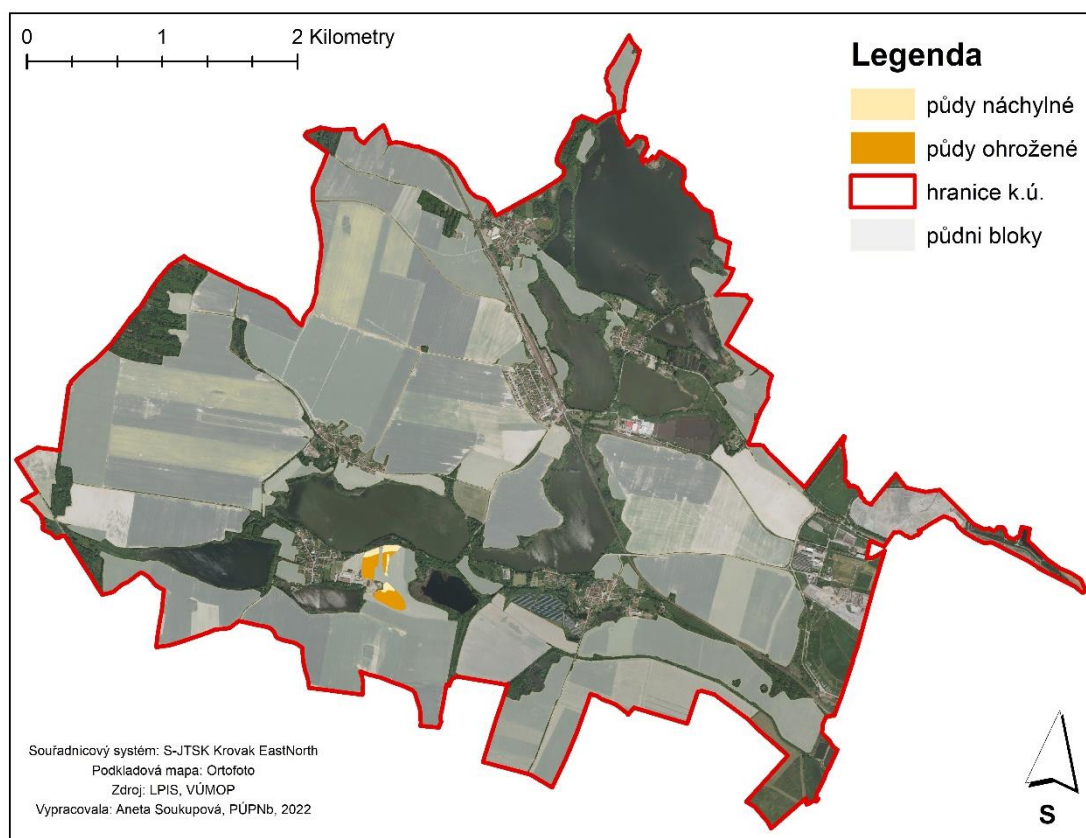 0 1 2 Kilometry
Legenda
půdy náchylné
půdy ohrožené
hranice k.ú.
půdni bloky
Souřadnicový systém: S-JTSK Krovak EastNorth
Podkladová mapa: Ortofoto
Zdroj: LPIS, VÚMOP
Vypracovala: Aneta Soukupová, PÚPNb, 2022
S